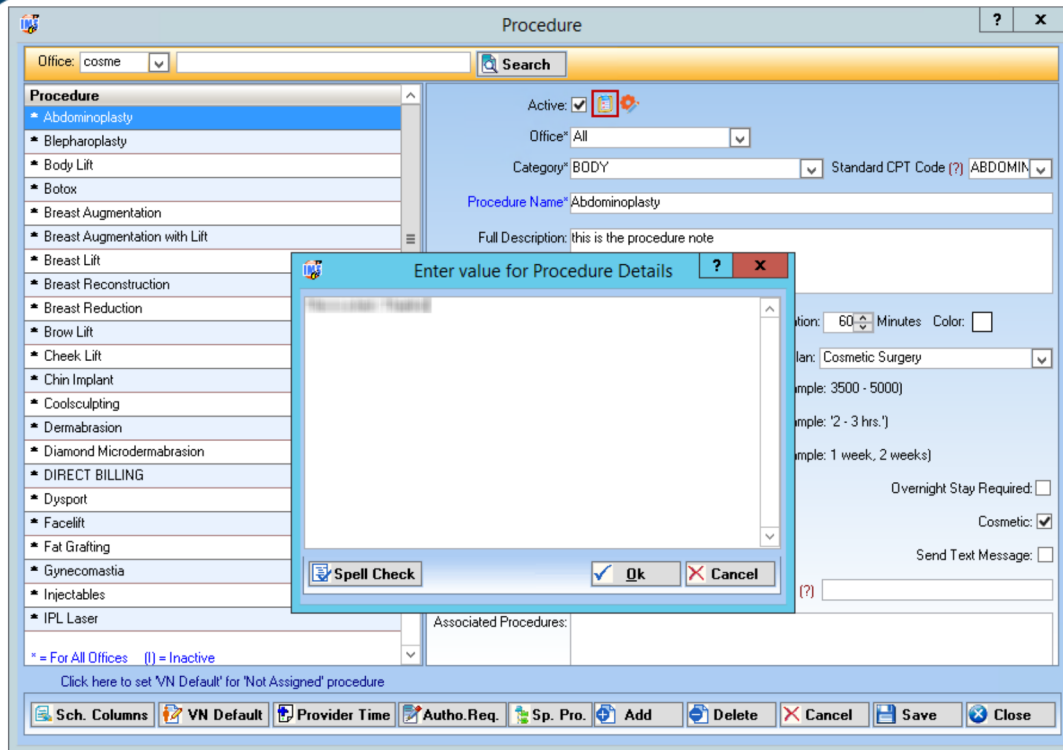 IMS
Procedure
? x
Office: cosme
Search
Procedure
* Abdominoplasty
* Blepharoplasty
* Body Lift
* Botox
* Breast Augmentation
* Breast Augmentation with Lift
* Breast Lift
* Breast Reconstruction
* Breast Reduction
* Brow Lift
* Cheek Lift
* Chin Implant
* Coolsculpting
* Dermabrasion
* Diamond Microdermabrasion
* DIRECT BILLING
* Dysport
* Facelift
* Fat Grafting
* Gynecomastia
* Injectables
* IPL Laser
* = For All Offices (I) = Inactive
Active:
Office* All
Category* BODY Standard CPT Code (?) ABDOMIN
Procedure Name* Abdominoplasty
Full Description: this is the procedure note
tion: 60 Minutes Color:
lan: Cosmetic Surgery
mple: 3500 - 5000)
mple: '2 - 3 hrs.')
mple: 1 week, 2 weeks)
Overnight Stay Required:
Cosmetic:
Send Text Message:
(?)
Associated Procedures:
IMS
Enter value for Procedure Details
? x
Spell Check Ok Cancel
Click here to set 'VN Default' for 'Not Assigned' procedure
Sch. Columns VN Default Provider Time Autho.Req. Sp. Pro. Add Delete Cancel Save Close